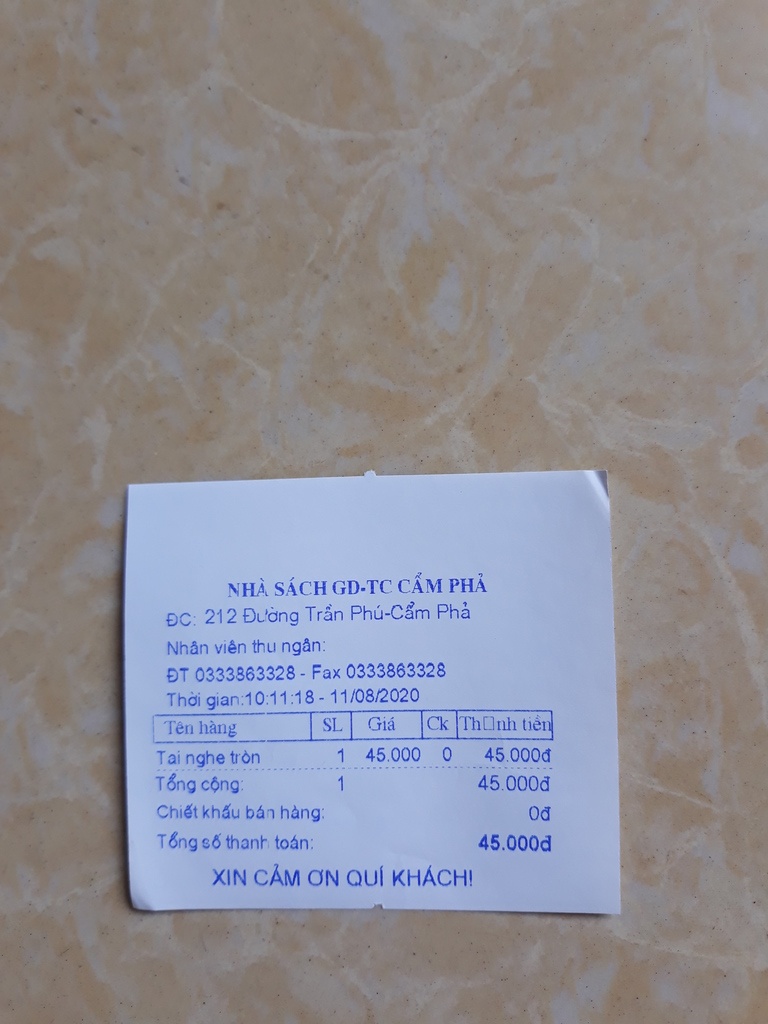 NHÀ SÁCH GD-TC CẨM PHẢ
ĐC: 212 Đường Trần Phú-Cẩm Phả
Nhân viên thu ngân:
ĐT 0333863328 - Fax 0333863328
Thời gian:10:11:18 - 11/08/2020
Tên hàng SL Giá Ck Th□nh tiền
Tai nghe tròn 1 45.000 0 45.000đ
Tổng cộng: 1 45.000đ
Chiết khấu bán hàng: 0đ
Tổng số thanh toán: 45.000đ
XIN CẢM ƠN QUÍ KHÁCH!